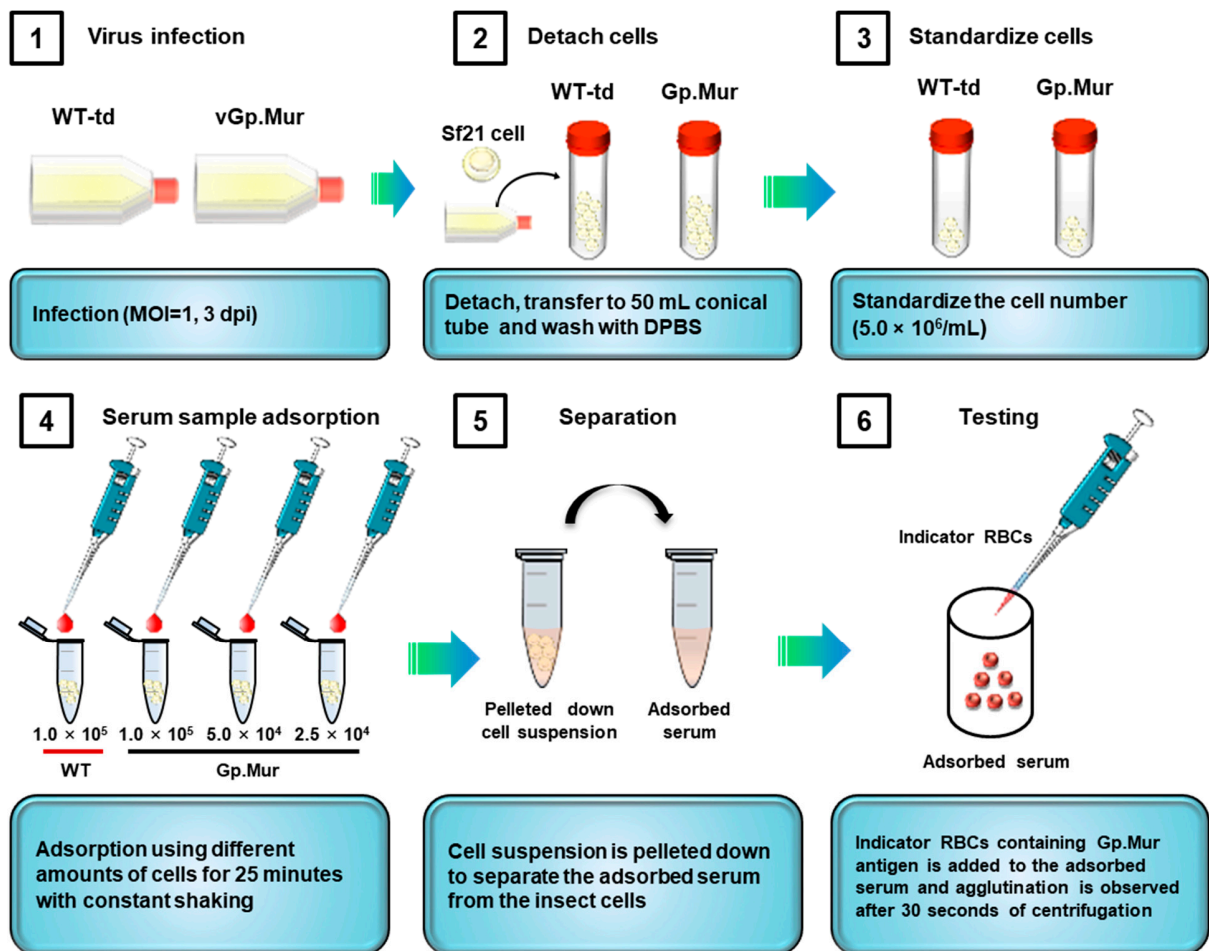 1 Virus infection
WT-td vGp.Mur
Infection (MOI=1, 3 dpi)
2 Detach cells
WT-td Gp.Mur
Sf21 cell
Detach, transfer to 50 mL conical
tube and wash with DPBS
3 Standardize cells
WT-td Gp.Mur
Standardize the cell number
(5.0 × 10⁶/mL)
4 Serum sample adsorption
1.0 × 10⁵ 1.0 × 10⁵ 5.0 × 10⁴ 2.5 × 10⁴
WT Gp.Mur
Adsorption using different
amounts of cells for 25 minutes
with constant shaking
5 Separation
Pelleted down
cell suspension
Adsorbed
serum
Cell suspension is pelleted down
to separate the adsorbed serum
from the insect cells
6 Testing
Indicator RBCs
Adsorbed serum
Indicator RBCs containing Gp.Mur
antigen is added to the adsorbed
serum and agglutination is observed
after 30 seconds of centrifugation